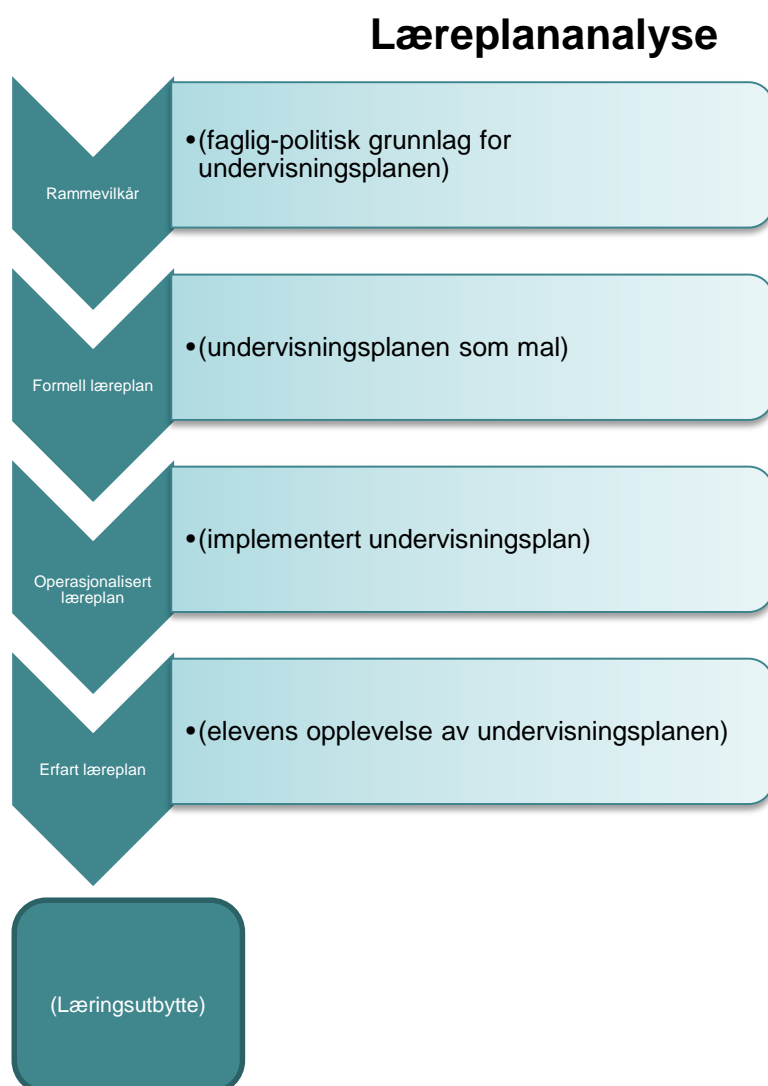 Læreplananalyse
Rammevilkår
•(faglig-politisk grunnlag for
undervisningsplanen)
Formell læreplan
•(undervisningsplanen som mal)
Operasjonalisert
læreplan
•(implementert undervisningsplan)
Erfart læreplan
•(elevens opplevelse av undervisningsplanen)
(Læringsutbytte)